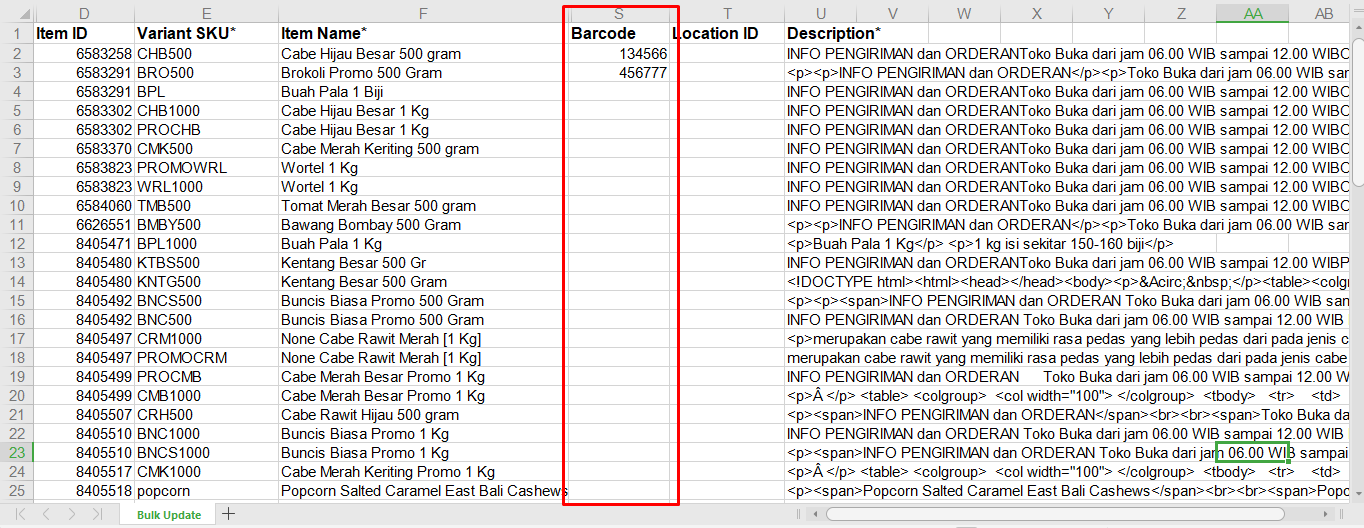 D E F S T U V W X Y Z AA AB
1 Item ID Variant SKU* Item Name* Barcode Location ID Description*
2 6583258 CHB500 Cabe Hijau Besar 500 gram 134566 INFO PENGIRIMAN dan ORDERANToko Buka dari jam 06.00 WIB sampai 12.00 WIBC
3 6583291 BRO500 Brokoli Promo 500 Gram 456777 <p><p>INFO PENGIRIMAN dan ORDERAN</p><p>Toko Buka dari jam 06.00 WIB san
4 6583291 BPL Buah Pala 1 Biji INFO PENGIRIMAN dan ORDERANToko Buka dari jam 06.00 WIB sampai 12.00 WIBC
5 6583302 CHB1000 Cabe Hijau Besar 1 Kg INFO PENGIRIMAN dan ORDERANToko Buka dari jam 06.00 WIB sampai 12.00 WIBC
6 6583302 PROCHB Cabe Hijau Besar 1 Kg INFO PENGIRIMAN dan ORDERANToko Buka dari jam 06.00 WIB sampai 12.00 WIBC
7 6583370 CMK500 Cabe Merah Keriting 500 gram INFO PENGIRIMAN dan ORDERANToko Buka dari jam 06.00 WIB sampai 12.00 WIBC
8 6583823 PROMOWRL Wortel 1 Kg INFO PENGIRIMAN dan ORDERANToko Buka dari jam 06.00 WIB sampai 12.00 WIBC
9 6583823 WRL1000 Wortel 1 Kg INFO PENGIRIMAN dan ORDERANToko Buka dari jam 06.00 WIB sampai 12.00 WIBC
10 6584060 TMB500 Tomat Merah Besar 500 gram INFO PENGIRIMAN dan ORDERANToko Buka dari jam 06.00 WIB sampai 12.00 WIBC
11 6626551 BMBY500 Bawang Bombay 500 Gram <p><p>INFO PENGIRIMAN dan ORDERAN</p><p>Toko Buka dari jam 06.00 WIB san
12 8405471 BPL1000 Buah Pala 1 Kg <p>Buah Pala 1 Kg</p> <p>1 kg isi sekitar 150-160 biji</p>
13 8405480 KTBS500 Kentang Besar 500 Gr INFO PENGIRIMAN dan ORDERANToko Buka dari jam 06.00 WIB sampai 12.00 WIBP
14 8405480 KNTG500 Kentang Besar 500 Gram <!DOCTYPE html><html><head></head><body><p>&Acirc;&nbsp;</p><table><colgr
15 8405492 BNCS500 Buncis Biasa Promo 500 Gram <p><p><span>INFO PENGIRIMAN dan ORDERAN Toko Buka dari jam 06.00 WIB san
16 8405492 BNC500 Buncis Biasa Promo 500 Gram INFO PENGIRIMAN dan ORDERAN Toko Buka dari jam 06.00 WIB sampai 12.00 WIB
17 8405497 CRM1000 None Cabe Rawit Merah [1 Kg] <p>merupakan cabe rawit yang memiliki rasa pedas yang lebih pedas dari pada jenis c
18 8405497 PROMOCRM None Cabe Rawit Merah [1 Kg] merupakan cabe rawit yang memiliki rasa pedas yang lebih pedas dari pada jenis cabe
19 8405499 PROCMB Cabe Merah Besar Promo 1 Kg INFO PENGIRIMAN dan ORDERAN Toko Buka dari jam 06.00 WIB sampai 12.00 W
20 8405499 CMB1000 Cabe Merah Besar Promo 1 Kg <p>Â </p> <table> <colgroup> <col width="100"> </colgroup> <tbody> <tr> <td>
21 8405507 CRH500 Cabe Rawit Hijau 500 gram <p><span>INFO PENGIRIMAN dan ORDERAN</span><br><br><span>Toko Buka da
22 8405510 BNC1000 Buncis Biasa Promo 1 Kg INFO PENGIRIMAN dan ORDERAN Toko Buka dari jam 06.00 WIB sampai 12.00 WIB
23 8405510 BNCS1000 Buncis Biasa Promo 1 Kg <p><span>INFO PENGIRIMAN dan ORDERAN Toko Buka dari jam 06.00 WIB sampai
24 8405517 CMK1000 Cabe Merah Keriting Promo 1 Kg <p>Â </p> <table> <colgroup> <col width="100"> </colgroup> <tbody> <tr> <td>
25 8405518 popcorn Popcorn Salted Caramel East Bali Cashews <p><span>Popcorn Salted Caramel East Bali Cashews</span><br><br><span>Popc
Bulk Update